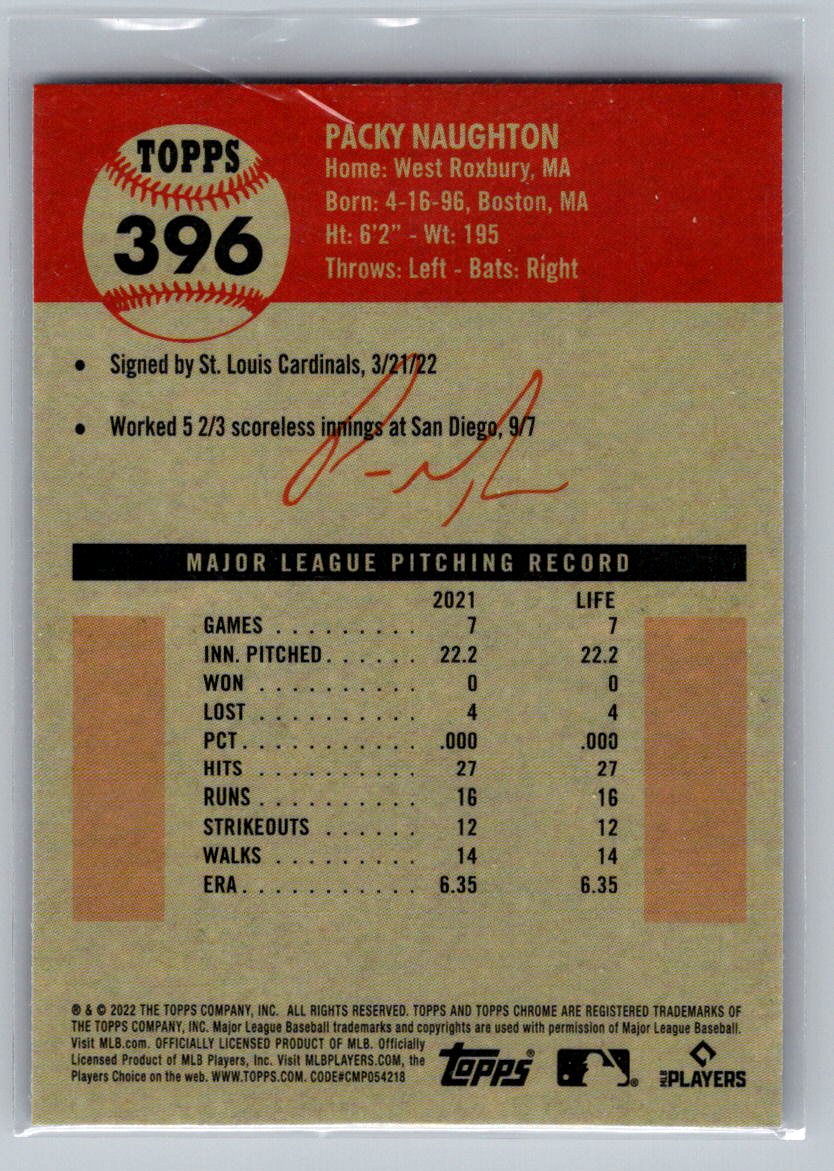 TOPPS
396
PACKY NAUGHTON
Home: West Roxbury, MA
Born: 4-16-96, Boston, MA
Ht: 6'2" - Wt: 195
Throws: Left - Bats: Right
• Signed by St. Louis Cardinals, 3/21/22
• Worked 5 2/3 scoreless innings at San Diego, 9/7
MAJOR LEAGUE PITCHING RECORD
2021 LIFE
GAMES . . . . . . . . . 7 7
INN. PITCHED. . . . . . 22.2 22.2
WON . . . . . . . . . . 0 0
LOST . . . . . . . . . . 4 4
PCT. . . . . . . . . . . .000 .000
HITS . . . . . . . . . . 27 27
RUNS . . . . . . . . . . 16 16
STRIKEOUTS . . . . . . 12 12
WALKS . . . . . . . . . 14 14
ERA. . . . . . . . . . . 6.35 6.35
® & © 2022 THE TOPPS COMPANY, INC. ALL RIGHTS RESERVED. TOPPS AND TOPPS CHROME ARE REGISTERED TRADEMARKS OF
THE TOPPS COMPANY, INC. Major League Baseball trademarks and copyrights are used with permission of Major League Baseball.
Visit MLB.com. OFFICIALLY LICENSED PRODUCT OF MLB. Officially
Licensed Product of MLB Players, Inc. Visit MLBPLAYERS.COM, the
Players Choice on the web. WWW.TOPPS.COM. CODE#CMP054218
topps®
MLB PLAYERS